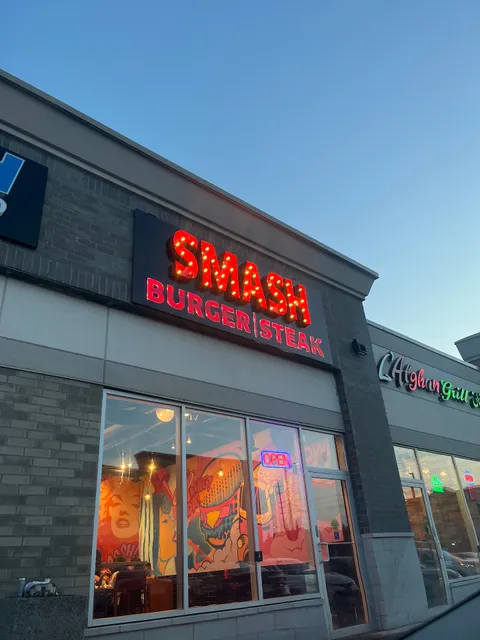 SMASH
BURGER|STEAK
OPEN
Afghan Grill